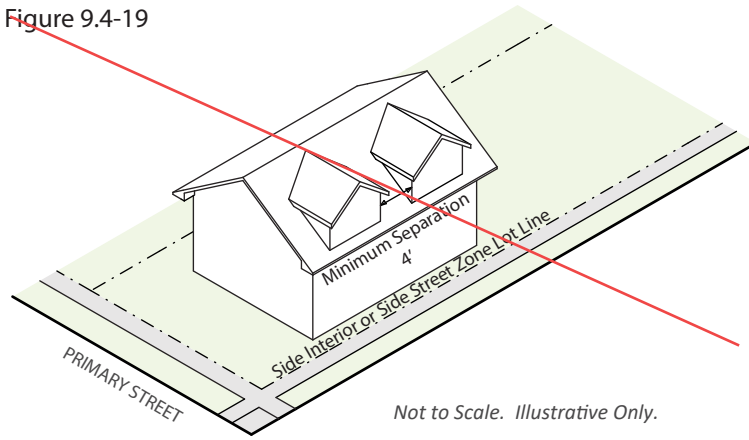 Figure 9.4-19
Minimum Separation
4'
Side Interior or Side Street Zone Lot Line
PRIMARY STREET
Not to Scale. Illustrative Only.